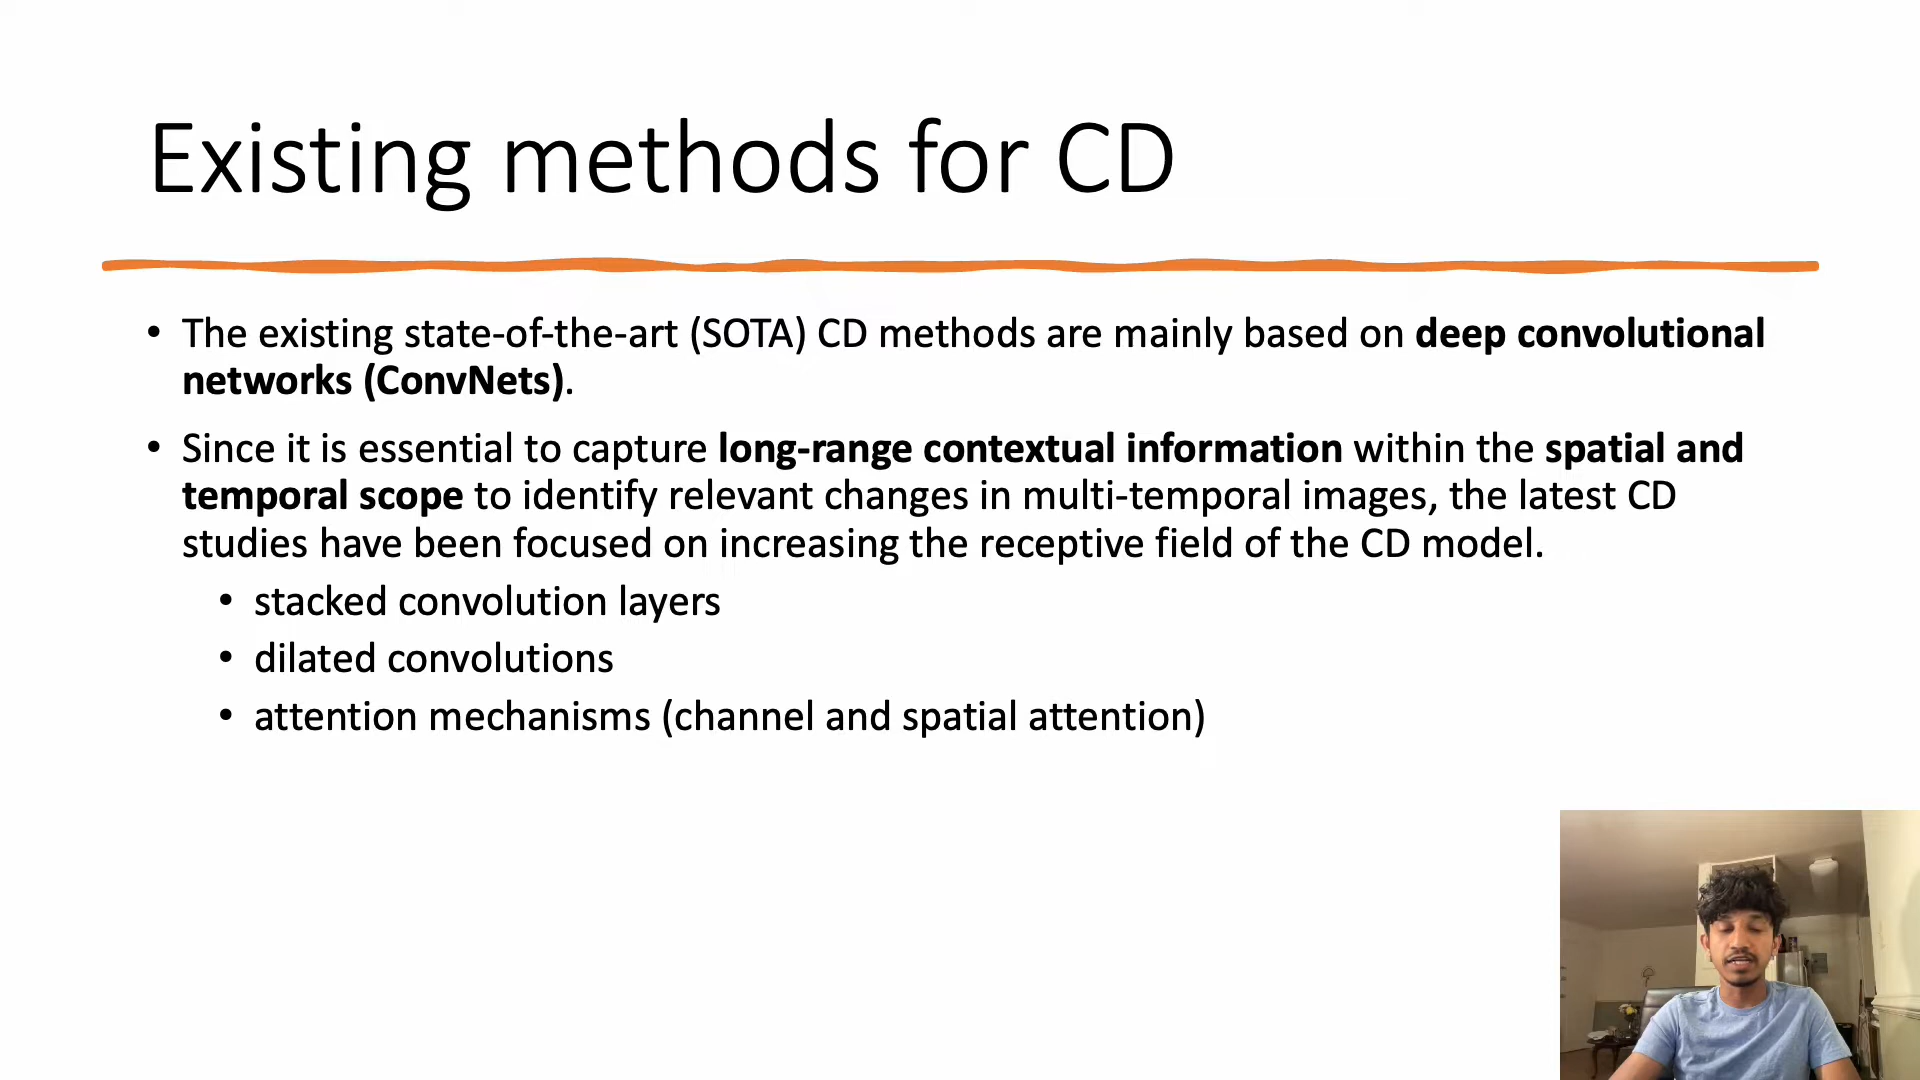 Existing methods for CD
• The existing state-of-the-art (SOTA) CD methods are mainly based on deep convolutional
networks (ConvNets).
• Since it is essential to capture long-range contextual information within the spatial and
temporal scope to identify relevant changes in multi-temporal images, the latest CD
studies have been focused on increasing the receptive field of the CD model.
• stacked convolution layers
• dilated convolutions
• attention mechanisms (channel and spatial attention)